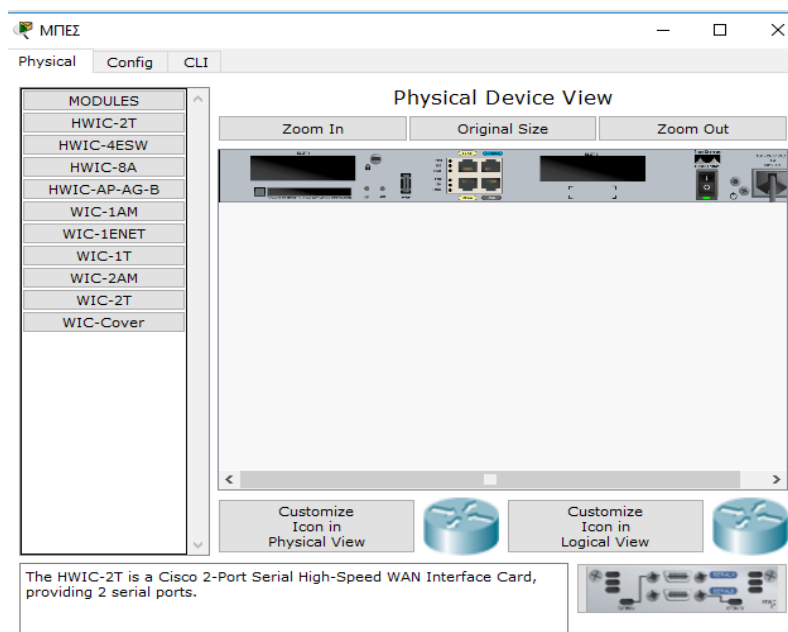 ΜΠΕΣ
Physical
Config
CLI
MODULES
HWIC-2T
HWIC-4ESW
HWIC-8A
HWIC-AP-AG-B
WIC-1AM
WIC-1ENET
WIC-1T
WIC-2AM
WIC-2T
WIC-Cover
Physical Device View
Zoom In
Original Size
Zoom Out
Customize
Icon in
Physical View
Customize
Icon in
Logical View
The HWIC-2T is a Cisco 2-Port Serial High-Speed WAN Interface Card,
providing 2 serial ports.